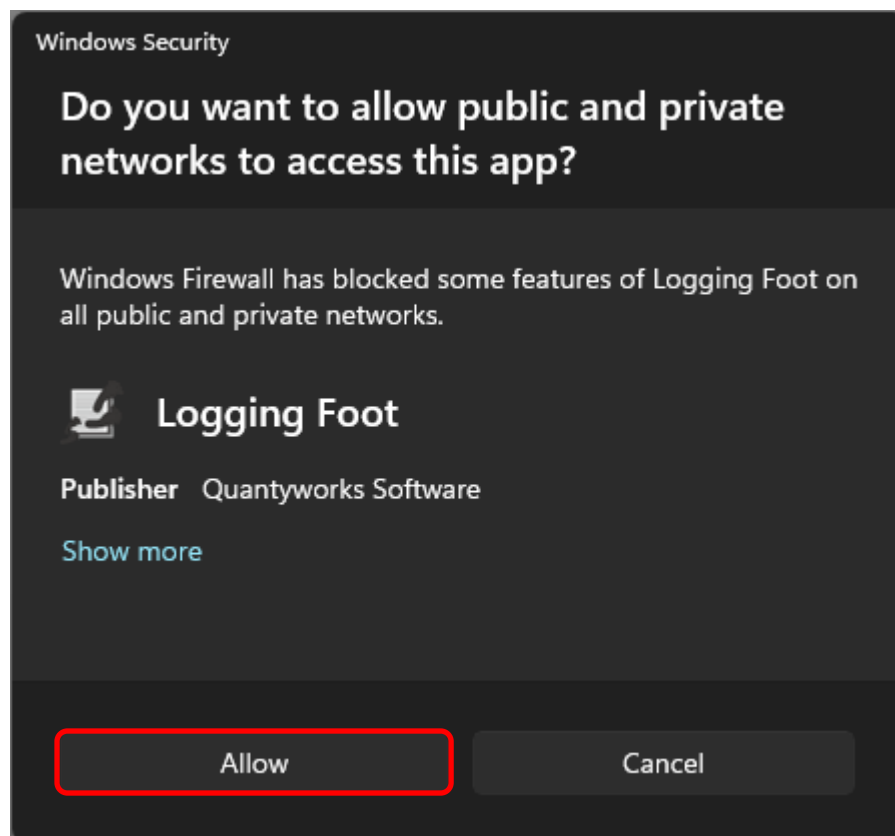 Windows Security
Do you want to allow public and private
networks to access this app?
Windows Firewall has blocked some features of Logging Foot on
all public and private networks.
Logging Foot
Publisher Quantyworks Software
Show more
Allow
Cancel